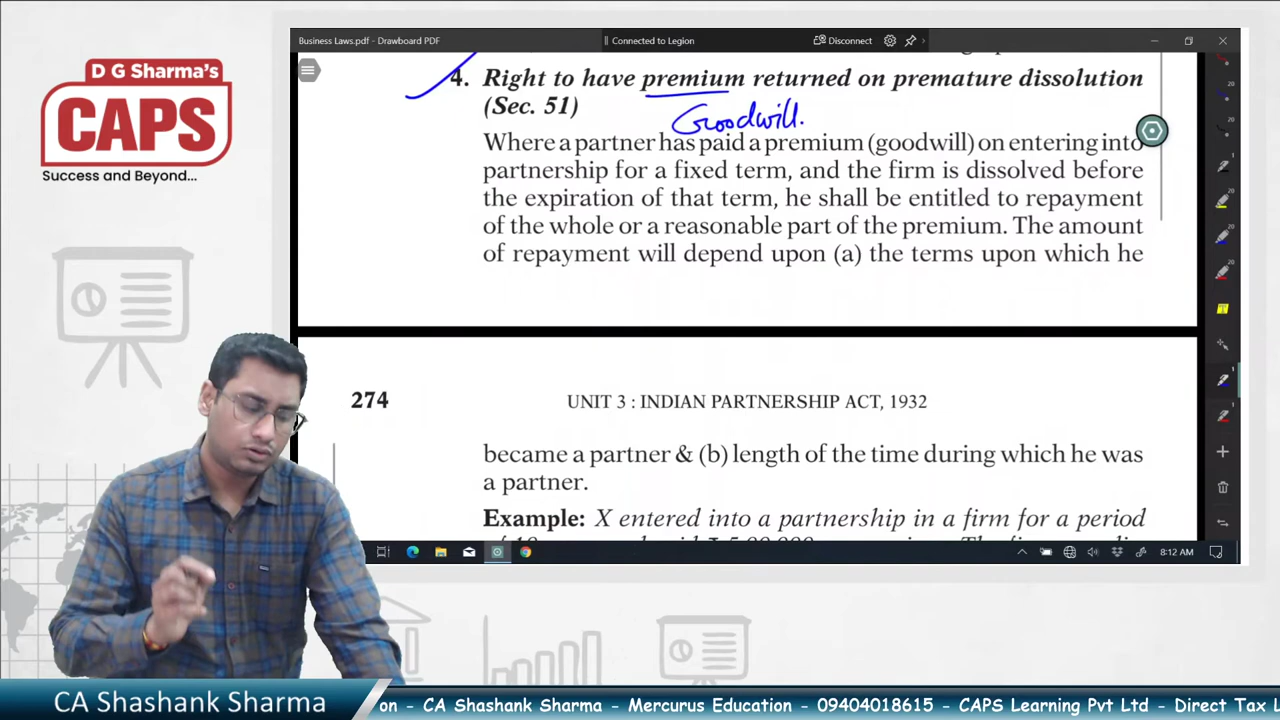 D G Sharma's
CAPS
Success and Beyond...
Business Laws.pdf - Drawboard PDF
Connected to Legion
Disconnect
4. Right to have premium returned on premature dissolution
(Sec. 51)
Goodwill.
Where a partner has paid a premium (goodwill) on entering into
partnership for a fixed term, and the firm is dissolved before
the expiration of that term, he shall be entitled to repayment
of the whole or a reasonable part of the premium. The amount
of repayment will depend upon (a) the terms upon which he
274
UNIT 3 : INDIAN PARTNERSHIP ACT, 1932
became a partner & (b) length of the time during which he was
a partner.
Example: X entered into a partnership in a firm for a period
8:12 AM
CA Shashank Sharma
on - CA Shashank Sharma - Mercurus Education - 09404018615 - CAPS Learning Pvt Ltd - Direct Tax L